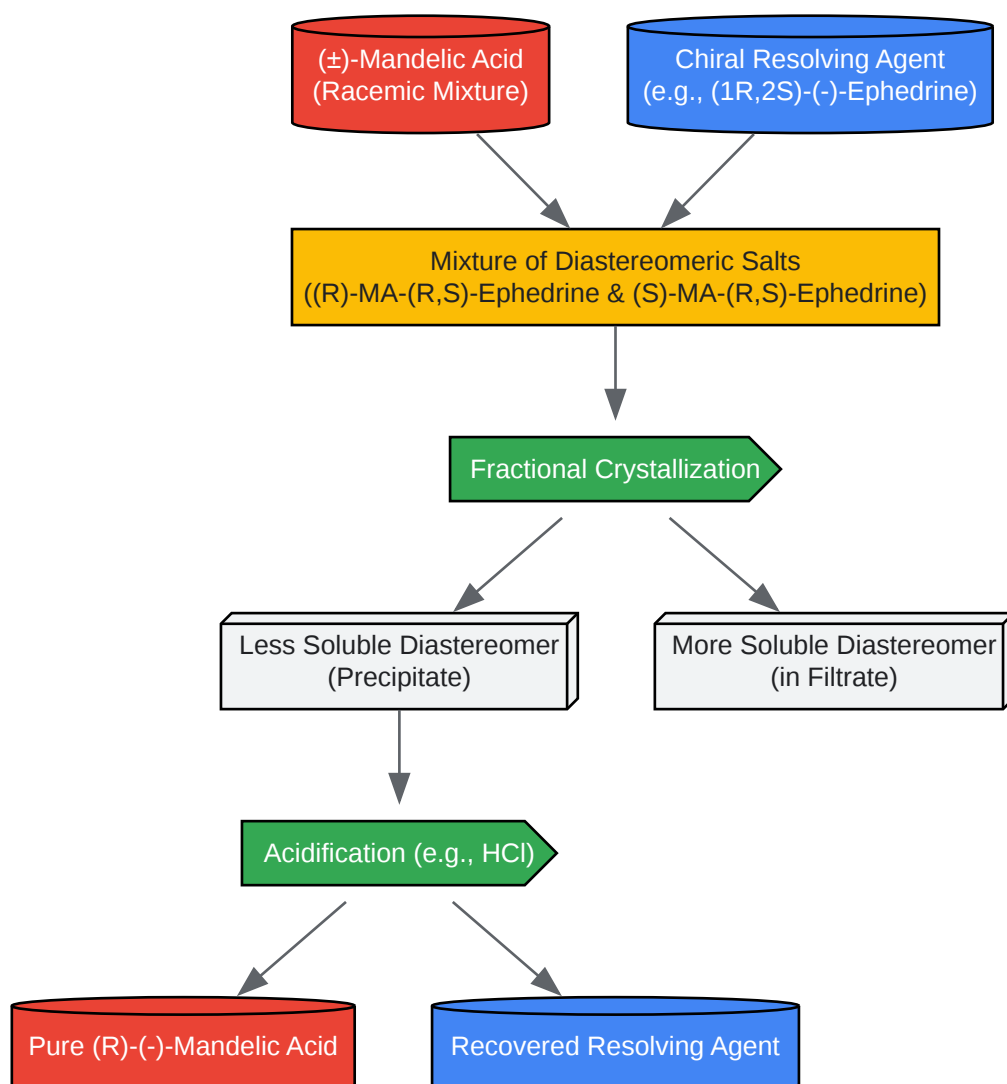 (±)-Mandelic Acid
(Racemic Mixture)
Chiral Resolving Agent
(e.g., (1R,2S)-(-)-Ephedrine)
Mixture of Diastereomeric Salts
((R)-MA-(R,S)-Ephedrine & (S)-MA-(R,S)-Ephedrine)
Fractional Crystallization
Less Soluble Diastereomer
(Precipitate)
More Soluble Diastereomer
(in Filtrate)
Acidification (e.g., HCl)
Pure (R)-(-)-Mandelic Acid
Recovered Resolving Agent